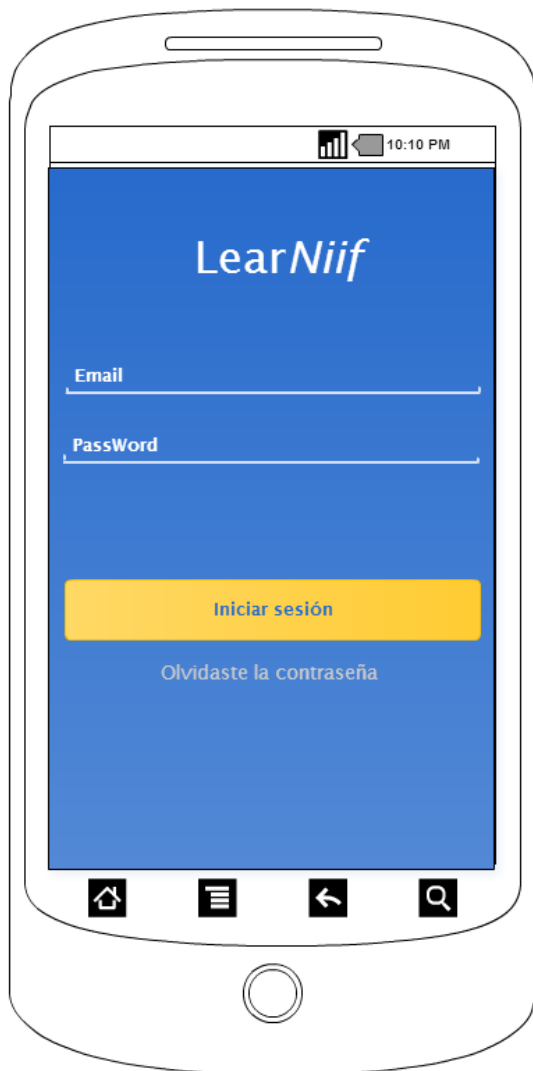 10:10 PM
LearNiif
Email
PassWord
Iniciar sesión
Olvidaste la contraseña